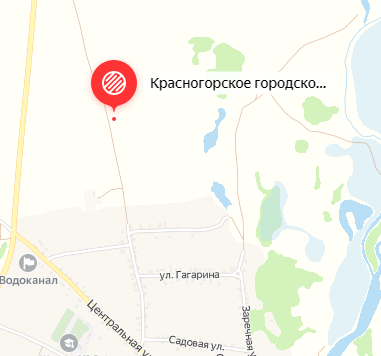 Красногорское городско...
ул. Гагарина
Водоканал
Центральная у
Заречная
Садовая ул.